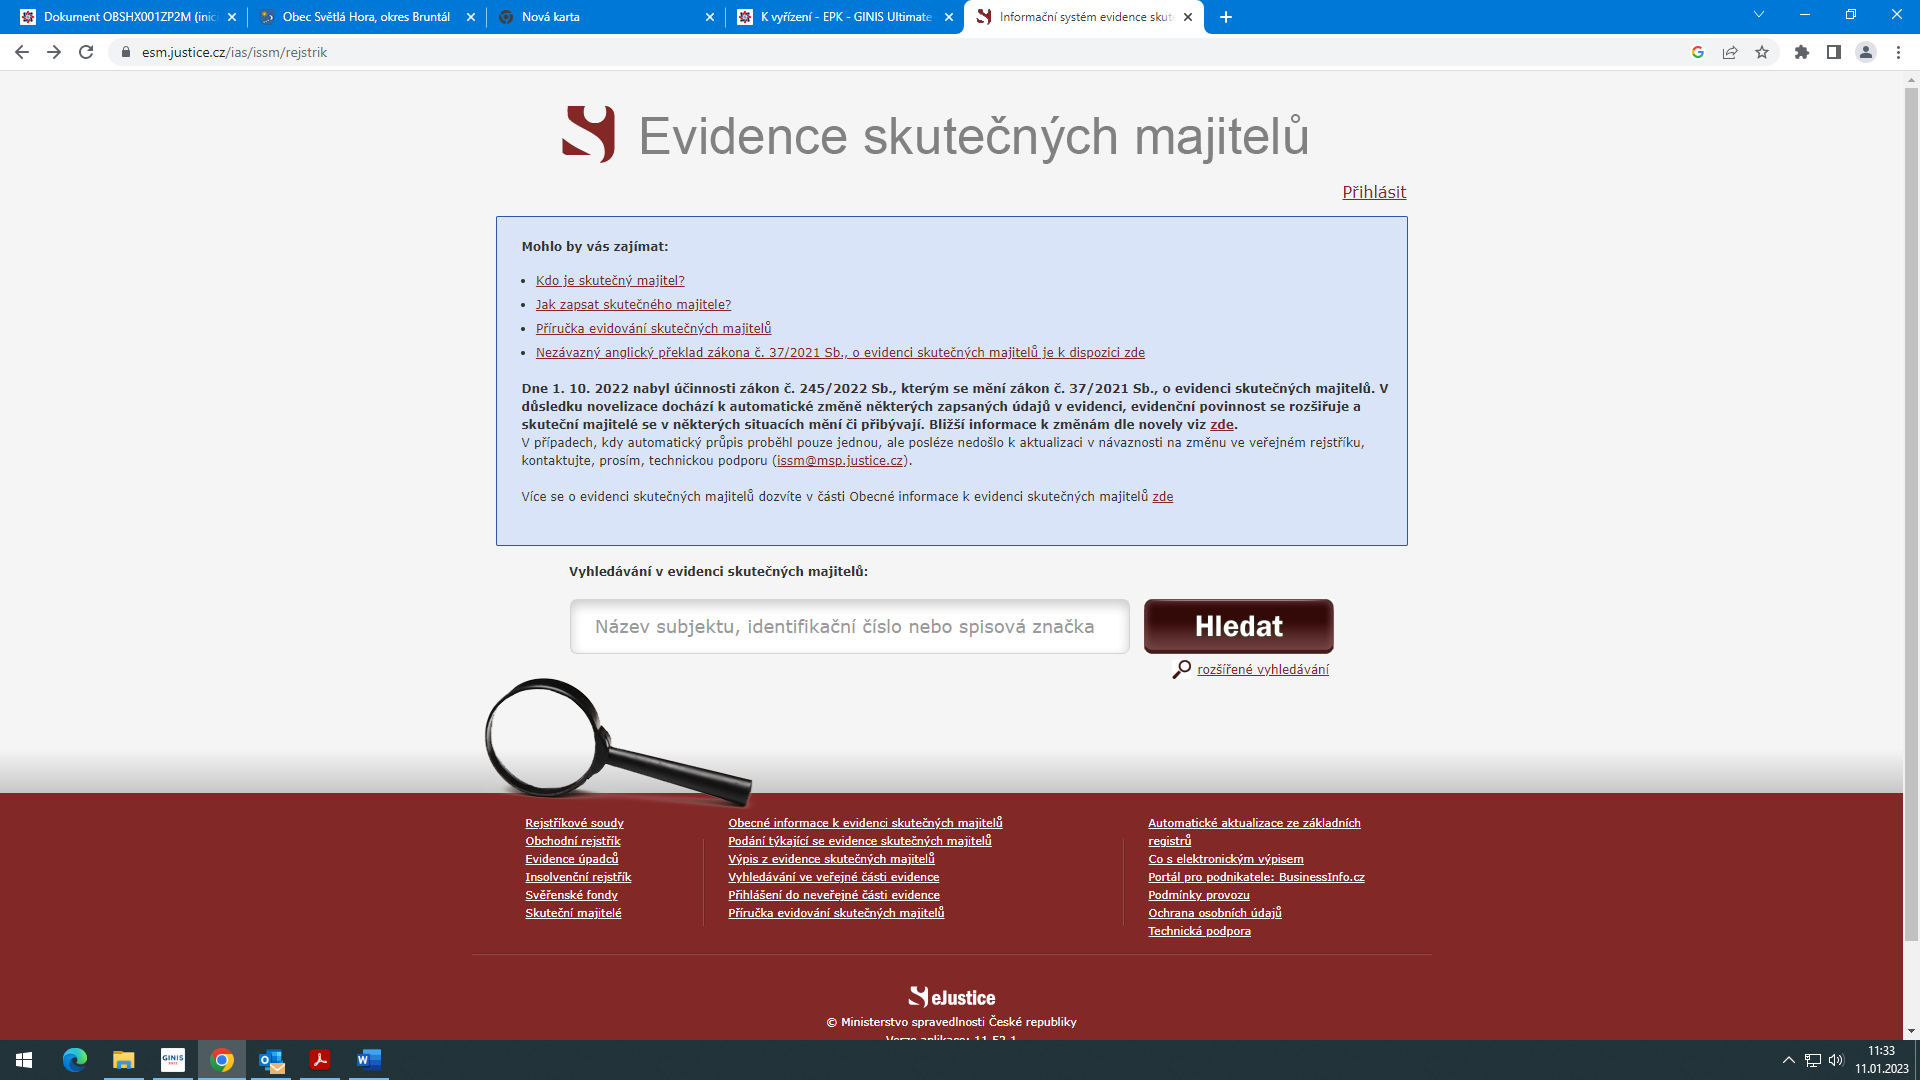 Dokument OBSHX001ZP2M (inic
Obec Světlá Hora, okres Bruntál
Nová karta
K vyřízení - EPK - GINIS Ultimate
Informační systém evidence skut
esm.justice.cz/ias/issm/rejstrik
Evidence skutečných majitelů
Přihlásit
Mohlo by vás zajímat:
Kdo je skutečný majitel?
Jak zapsat skutečného majitele?
Příručka evidování skutečných majitelů
Nezávazný anglický překlad zákona č. 37/2021 Sb., o evidenci skutečných majitelů je k dispozici zde
Dne 1. 10. 2022 nabyl účinnosti zákon č. 245/2022 Sb., kterým se mění zákon č. 37/2021 Sb., o evidenci skutečných majitelů. V
důsledku novelizace dochází k automatické změně některých zapsaných údajů v evidenci, evidenční povinnost se rozšiřuje a
skuteční majitelé se v některých situacích mění či přibývají. Bližší informace k změnám dle novely viz zde.
V případech, kdy automatický průpis proběhl pouze jednou, ale posléze nedošlo k aktualizaci v návaznosti na změnu ve veřejném rejstříku,
kontaktujte, prosím, technickou podporu (issm@msp.justice.cz).
Více se o evidenci skutečných majitelů dozvíte v části Obecné informace k evidenci skutečných majitelů zde
Vyhledávání v evidenci skutečných majitelů:
Název subjektu, identifikační číslo nebo spisová značka
Hledat
rozšířené vyhledávání
Rejstříkové soudy
Obchodní rejstřík
Evidence úpadců
Insolvenční rejstřík
Svěřenské fondy
Skuteční majitelé
Obecné informace k evidenci skutečných majitelů
Podání týkající se evidence skutečných majitelů
Výpis z evidence skutečných majitelů
Vyhledávání ve veřejné části evidence
Přihlášení do neveřejné části evidence
Příručka evidování skutečných majitelů
Automatické aktualizace ze základních
registrů
Co s elektronickým výpisem
Portál pro podnikatele: BusinessInfo.cz
Podmínky provozu
Ochrana osobních údajů
Technická podpora
eJustice
© Ministerstvo spravedlnosti České republiky
Verze aplikace: 11.52.1
GINIS
11:33
11.01.2023